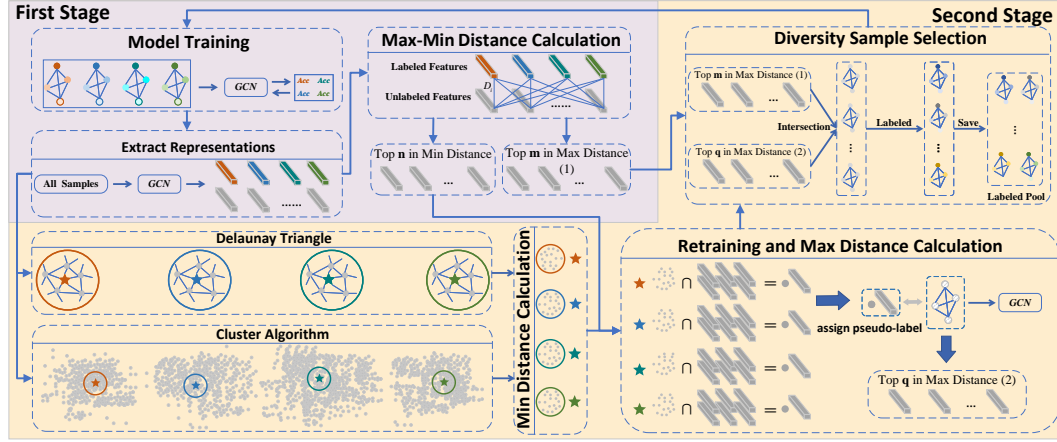 First Stage
Second Stage
Model Training
GCN
Acc Acc
Acc Acc
Extract Representations
All Samples
GCN
......
Max-Min Distance Calculation
Labeled Features
D
Unlabeled Features
......
Top n in Min Distance
...
Top m in Max Distance
(1)
...
Diversity Sample Selection
Top m in Max Distance (1)
...
Intersection
Top q in Max Distance (2)
...
Labeled
Save
Labeled Pool
Delaunay Triangle
Cluster Algorithm
Min Distance Calculation
Retraining and Max Distance Calculation
∩ =
∩ =
∩ =
∩ =
assign pseudo-label
GCN
Top q in Max Distance (2)
...